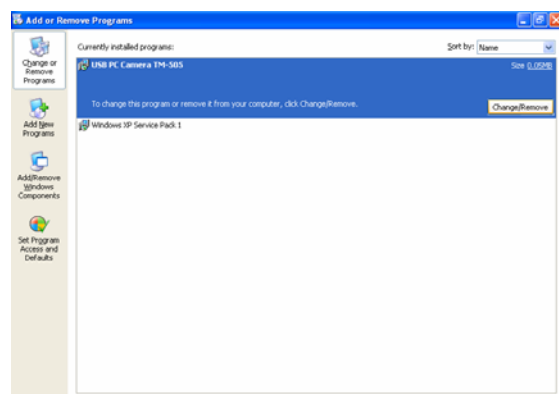 Add or Remove Programs
Change or
Remove
Programs
Add New
Programs
Add/Remove
Windows
Components
Set Program
Access and
Defaults
Currently installed programs:
Sort by: Name
USB PC Camera TM-505
Size 0.05MB
To change this program or remove it from your computer, click Change/Remove.
Change/Remove
Windows XP Service Pack 1